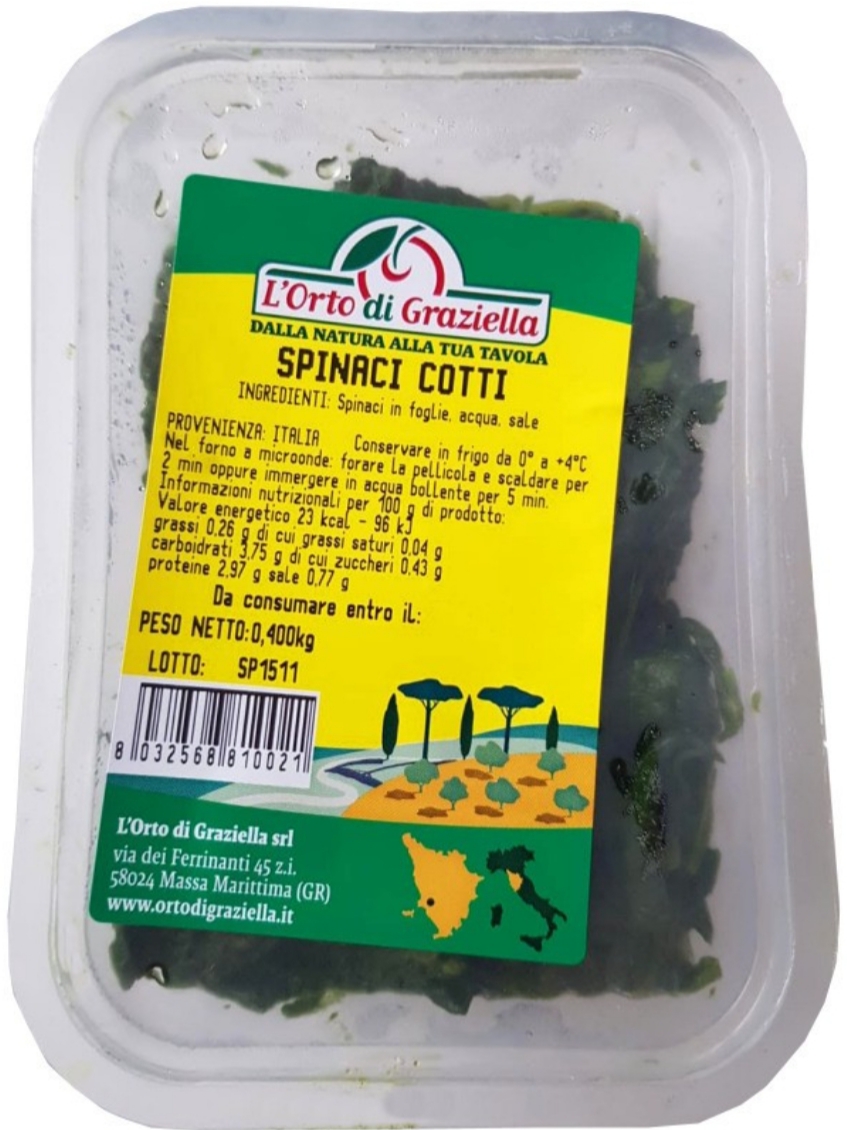 L'Orto di Graziella
DALLA NATURA ALLA TUA TAVOLA
SPINACI COTTI
INGREDIENTI: Spinaci in foglie, acqua, sale
PROVENIENZA: ITALIA Conservare in frigo da 0° a +4°C
Nel forno a microonde: forare la pellicola e scaldare per
2 min oppure immergere in acqua bollente per 5 min.
Informazioni nutrizionali per 100 g di prodotto:
Valore energetico 23 kcal - 96 kJ
grassi 0,26 g di cui grassi saturi 0,04 g
carboidrati 3,75 g di cui zuccheri 0,43 g
proteine 2,97 g sale 0,77 g
Da consumare entro il:
PESO NETTO:0,400kg
LOTTO: SP1511
8 032568 810021
L'Orto di Graziella srl
via dei Ferrinanti 45 z.i.
58024 Massa Marittima (GR)
www.ortodigraziella.it